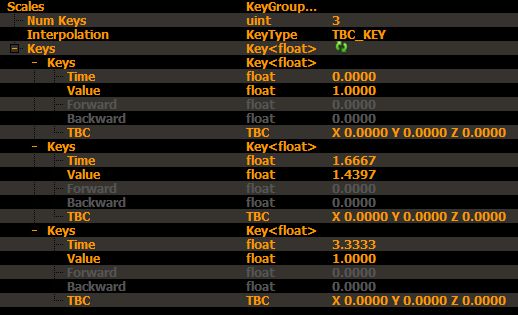 Scales KeyGroup...
Num Keys uint 3
Interpolation KeyType TBC_KEY
Keys Key<float>
Keys Key<float>
Time float 0.0000
Value float 1.0000
Forward float 0.0000
Backward float 0.0000
TBC TBC X 0.0000 Y 0.0000 Z 0.0000
Keys Key<float>
Time float 1.6667
Value float 1.4397
Forward float 0.0000
Backward float 0.0000
TBC TBC X 0.0000 Y 0.0000 Z 0.0000
Keys Key<float>
Time float 3.3333
Value float 1.0000
Forward float 0.0000
Backward float 0.0000
TBC TBC X 0.0000 Y 0.0000 Z 0.0000